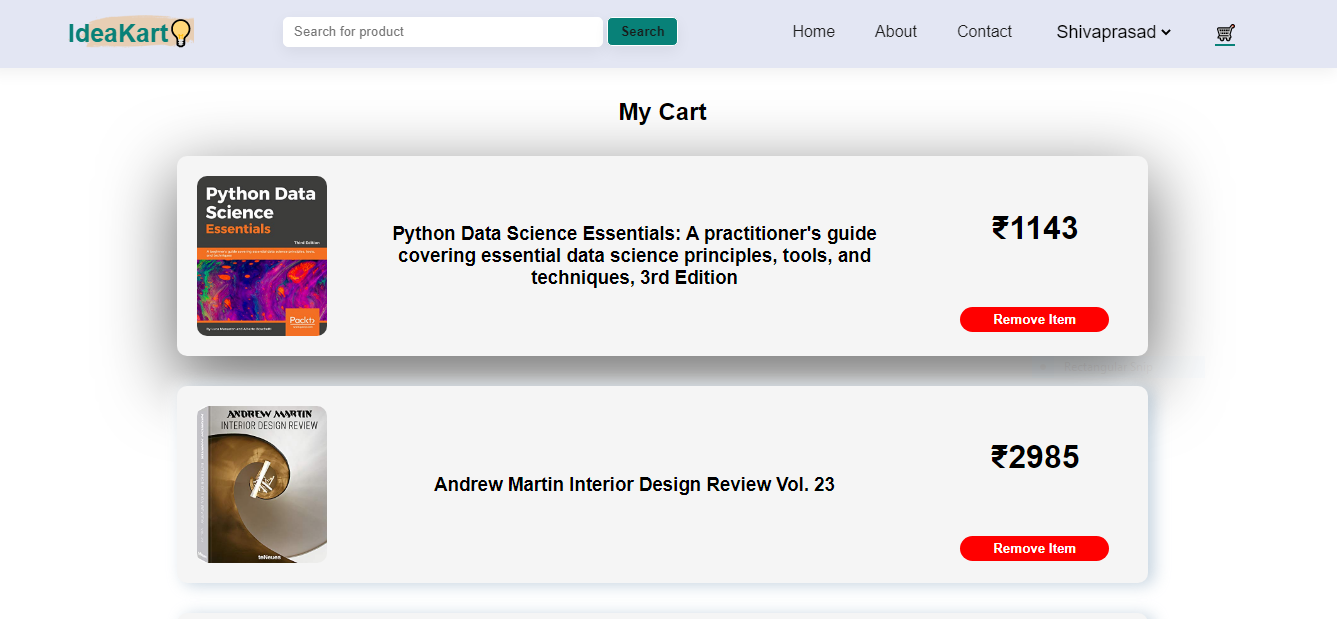 IdeaKart
Search for product
Search
Home
About
Contact
Shivaprasad
My Cart
Python Data
Science
Essentials
Third Edition
Python Data Science Essentials: A practitioner's guide
covering essential data science principles, tools, and
techniques, 3rd Edition
₹1143
Remove Item
Packt
ANDREW MARTIN
INTERIOR DESIGN REVIEW
teNeues
Andrew Martin Interior Design Review Vol. 23
₹2985
Remove Item